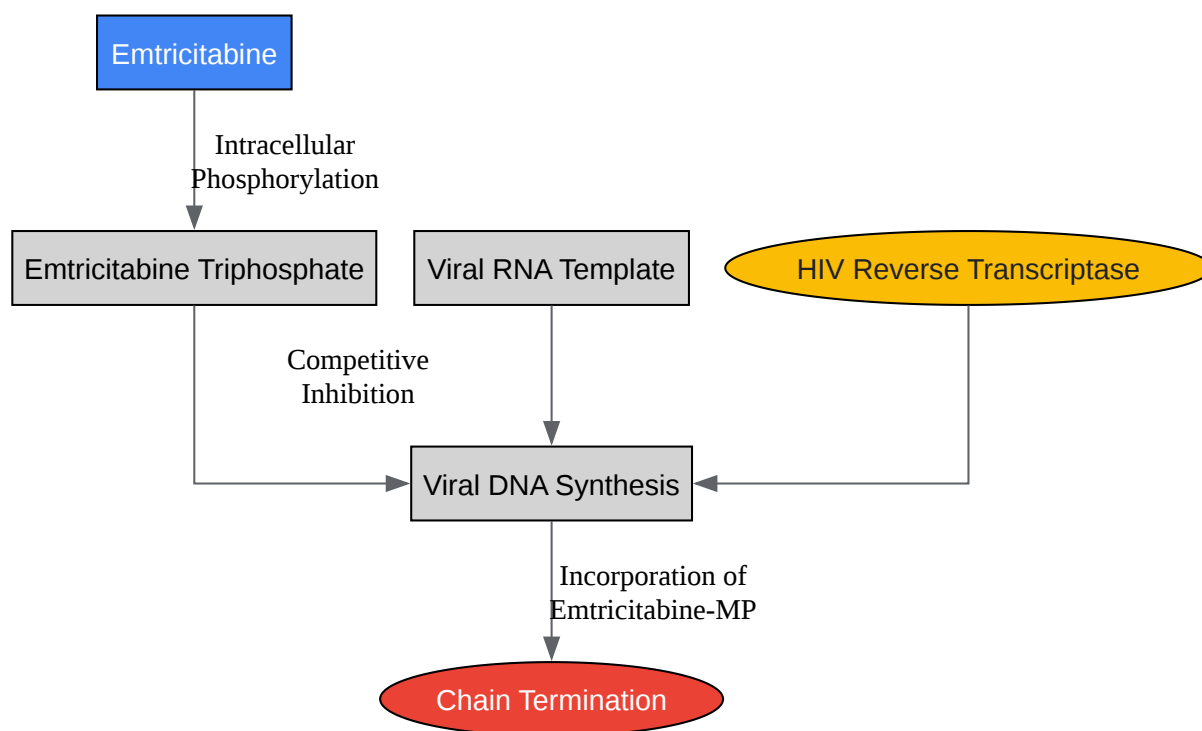 Emtricitabine
Intracellular
Phosphorylation
Emtricitabine Triphosphate
Viral RNA Template
HIV Reverse Transcriptase
Competitive
Inhibition
Viral DNA Synthesis
Incorporation of
Emtricitabine-MP
Chain Termination